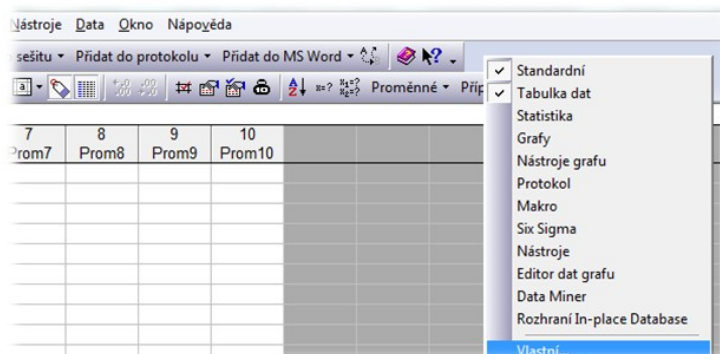 Nástroje Data Okno Nápověda
sešitu Přidat do protokolu Přidat do MS Word
Proměnné
7 8 9 10
Prom7 Prom8 Prom9 Prom10
Standardní
Tabulka dat
Statistika
Grafy
Nástroje grafu
Protokol
Makro
Six Sigma
Nástroje
Editor dat grafu
Data Miner
Rozhraní In-place Database
Vlastní...